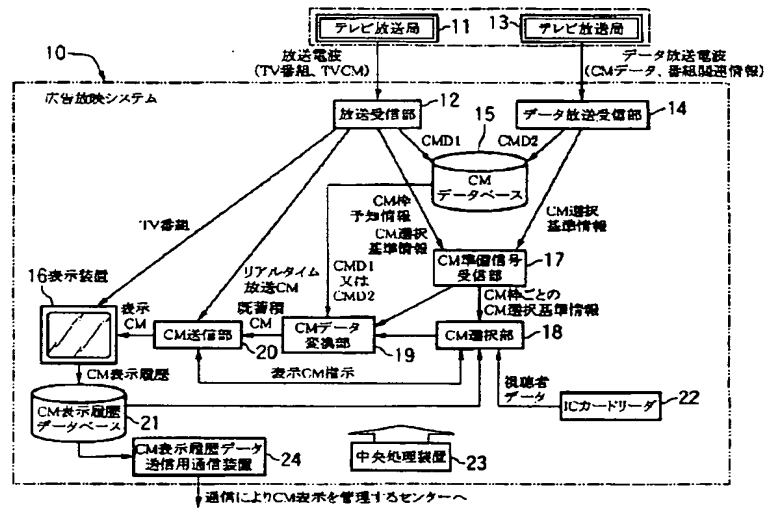 テレビ放送局
11
13
テレビ放送局
放送電波
(TV番組、TVCM)
データ放送電波
(CMデータ、番組関連情報)
10
広告放映システム
放送受信部
12
データ放送受信部
14
15
CMD1
CMD2
CM
データベース
TV番組
CM枠
予知情報
CM選択
基準情報
CM選択
基準情報
リアルタイム
放送CM
CMD1
又は
CMD2
CM準備信号
受信部
17
CM枠ごとの
CM選択基準情報
16
表示装置
表示
CM
CM送信部
20
既蓄積
CM
CMデータ
変換部
19
CM選択部
18
表示CM指示
CM表示履歴
視聴者
データ
ICカードリーダ
22
CM表示履歴
データベース
21
CM表示履歴データ
送信用通信装置
24
中央処理装置
23
通信によりCM表示を管理するセンターへ